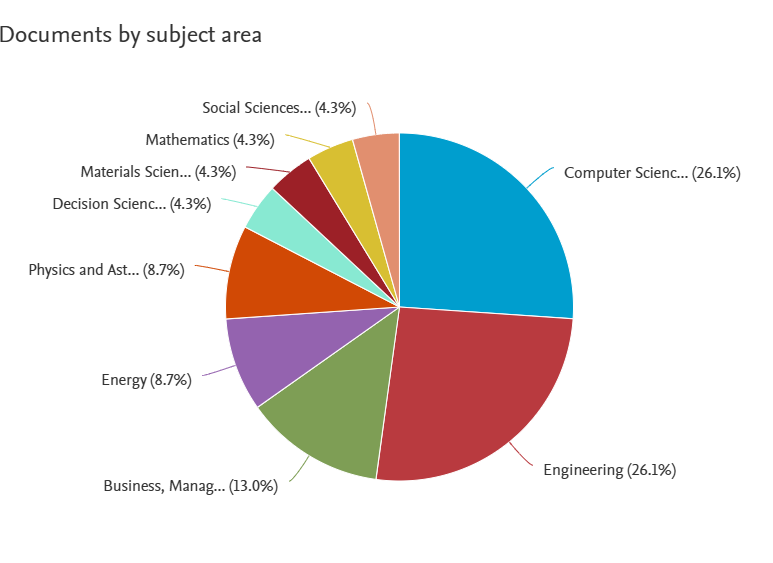 Documents by subject area
Social Sciences... (4.3%)
Mathematics (4.3%)
Materials Scien... (4.3%)
Decision Scienc... (4.3%)
Physics and Ast... (8.7%)
Energy (8.7%)
Business, Manag... (13.0%)
Computer Scienc... (26.1%)
Engineering (26.1%)